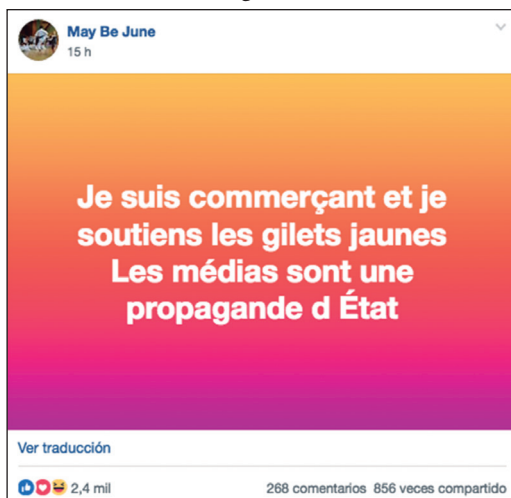 May Be June
15 h
Je suis commerçant et je
soutiens les gilets jaunes
Les médias sont une
propagande d État
Ver traducción
2,4 mil
268 comentarios 856 veces compartido